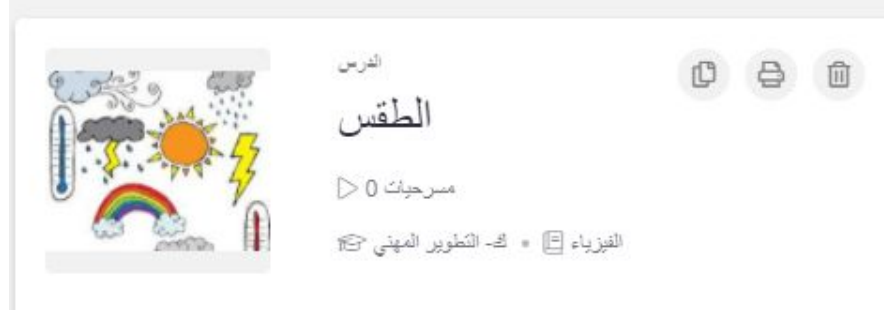 الدرس
الطقس
مسرحيات 0
الفيزياء • ك- التطوير المهني